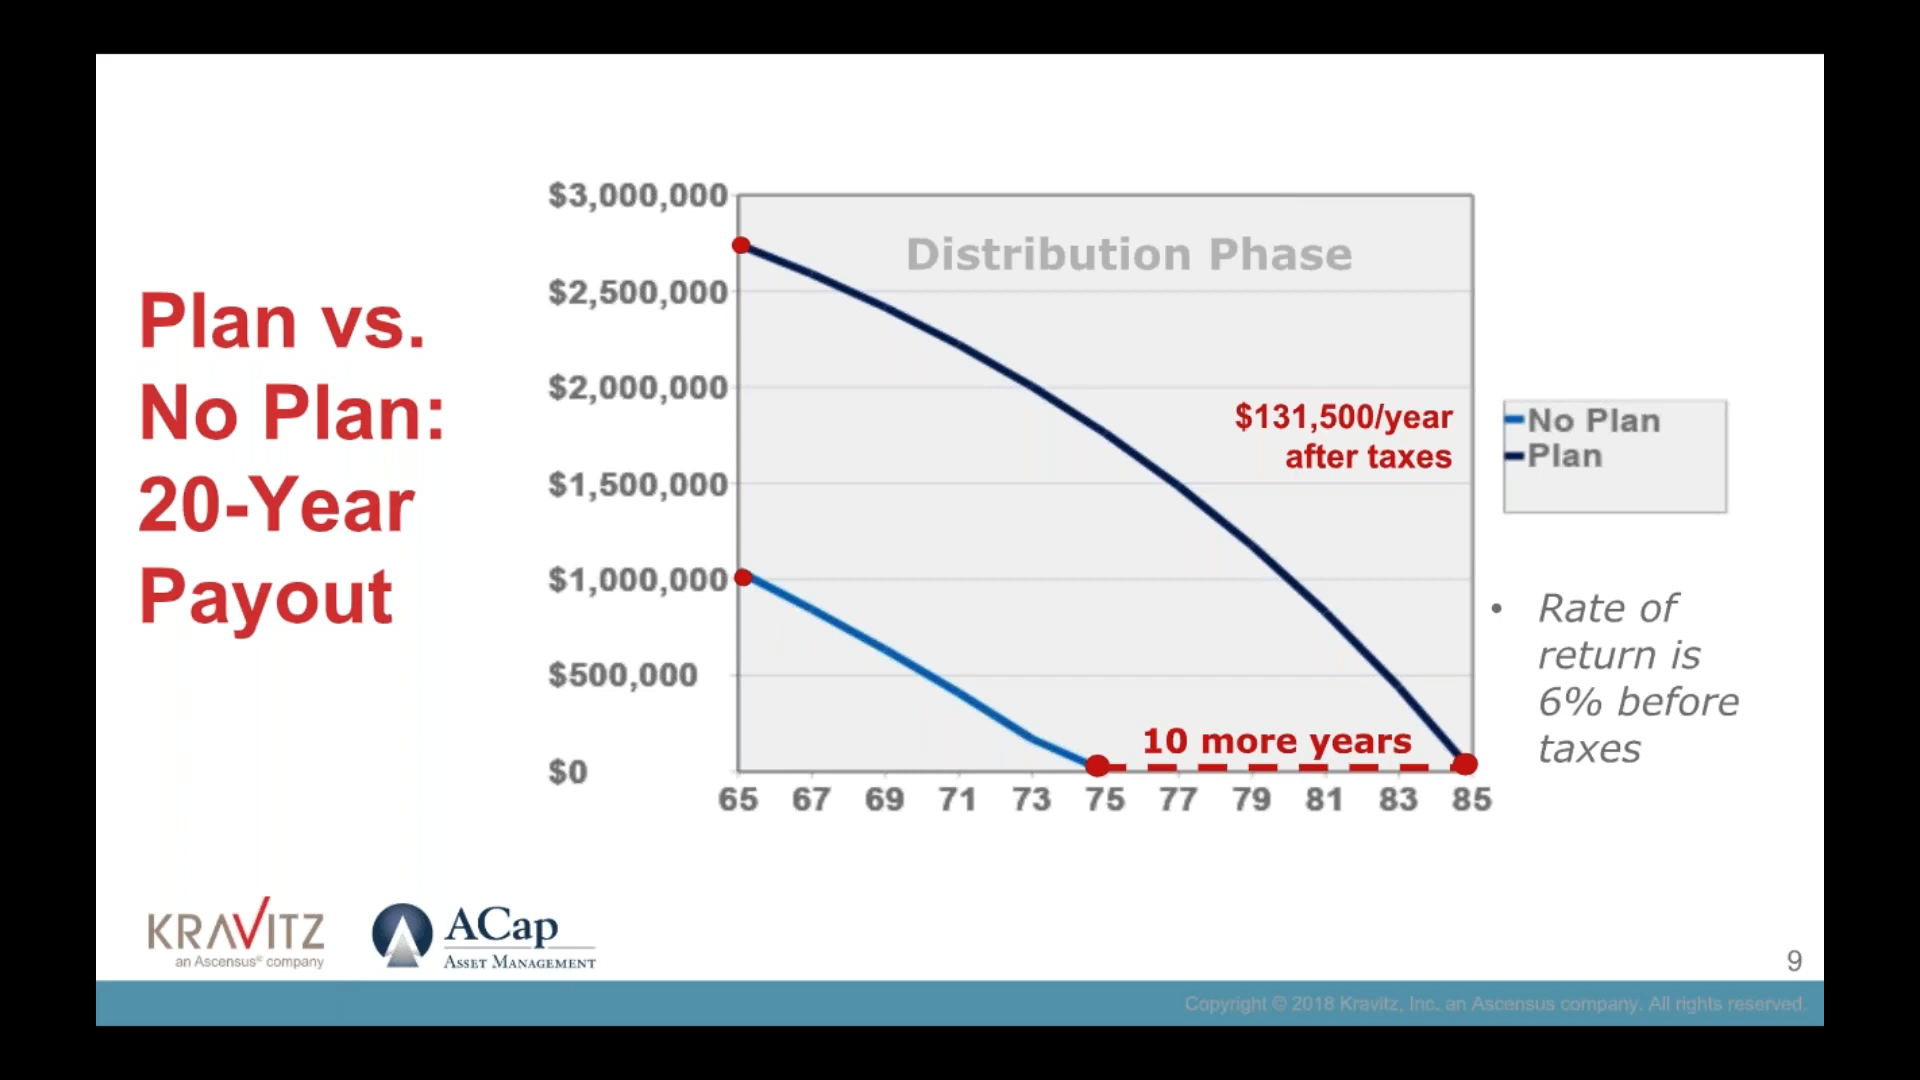 Plan vs.
No Plan:
20-Year
Payout
$3,000,000
$2,500,000
$2,000,000
$1,500,000
$1,000,000
$500,000
$0
Distribution Phase
$131,500/year
after taxes
10 more years
65 67 69 71 73 75 77 79 81 83 85
No Plan
Plan
• Rate of
return is
6% before
taxes
KRAVITZ
an Ascensus® company
ACap
ASSET MANAGEMENT
9
Copyright © 2018 Kravitz, Inc. an Ascensus company. All rights reserved.